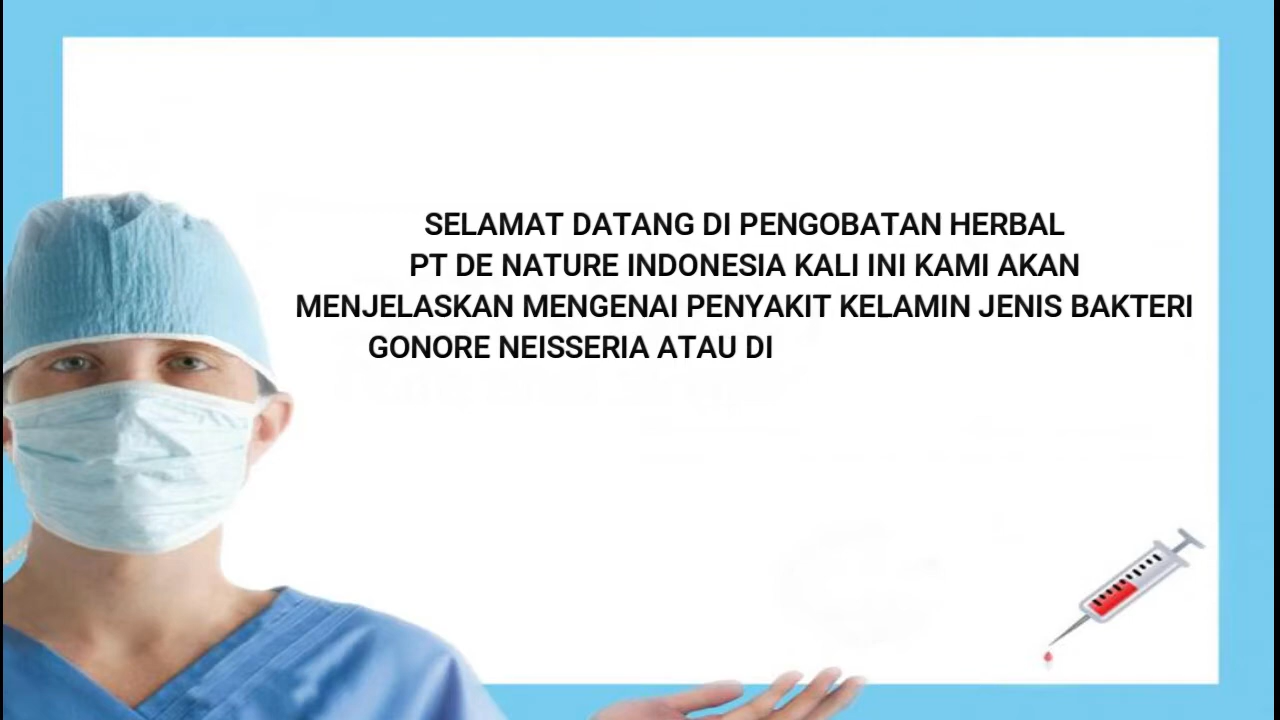 SELAMAT DATANG DI PENGOBATAN HERBAL
PT DE NATURE INDONESIA KALI INI KAMI AKAN
MENJELASKAN MENGENAI PENYAKIT KELAMIN JENIS BAKTERI
GONORE NEISSERIA ATAU DI